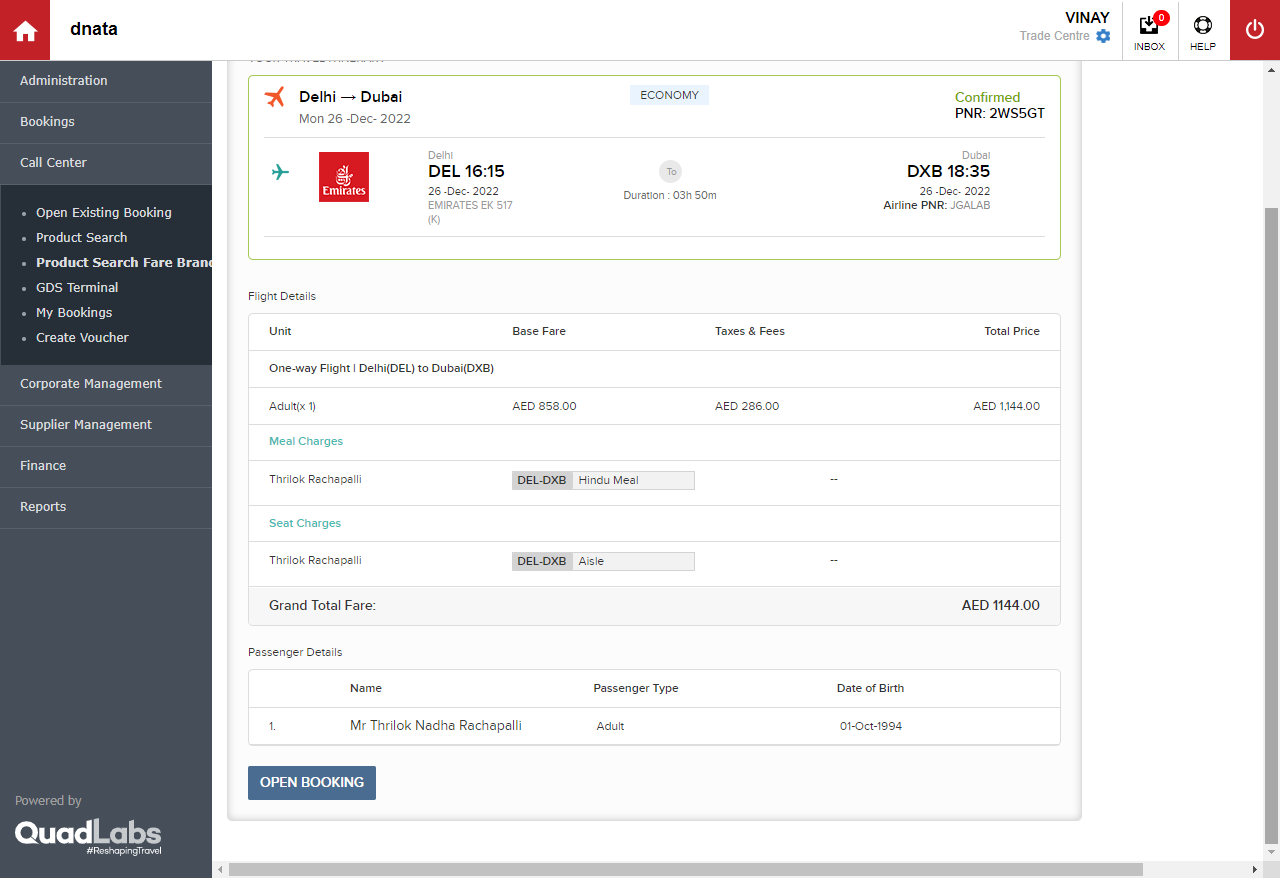 dnata
VINAY
Trade Centre
0
INBOX
HELP
Administration
Bookings
Call Center
Open Existing Booking
Product Search
Product Search Fare Brand
GDS Terminal
My Bookings
Create Voucher
Corporate Management
Supplier Management
Finance
Reports
Powered by
QuadLabs
#ReshapingTravel
YOUR TRAVEL ITINERARY
Delhi → Dubai
Mon 26 -Dec- 2022
ECONOMY
Confirmed
PNR: 2WS5GT
Emirates
Delhi
DEL 16:15
26 -Dec- 2022
EMIRATES EK 517
(K)
To
Duration : 03h 50m
Dubai
DXB 18:35
26 -Dec- 2022
Airline PNR: JGALAB
Flight Details
Unit Base Fare Taxes & Fees Total Price
One-way Flight | Delhi(DEL) to Dubai(DXB)
Adult(x 1) AED 858.00 AED 286.00 AED 1,144.00
Meal Charges
Thrilok Rachapalli DEL-DXB Hindu Meal --
Seat Charges
Thrilok Rachapalli DEL-DXB Aisle --
Grand Total Fare: AED 1144.00
Passenger Details
Name Passenger Type Date of Birth
1. Mr Thrilok Nadha Rachapalli Adult 01-Oct-1994
OPEN BOOKING